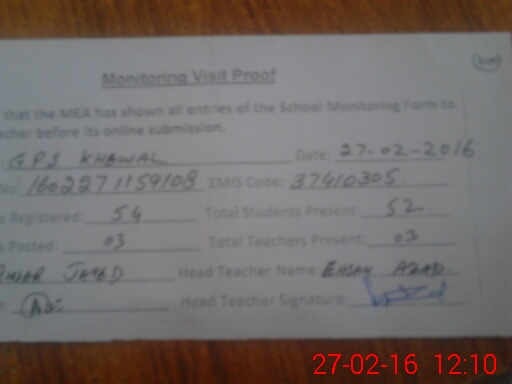 Monitoring Visit Proof
that the MEA has shown all entries of the School Monitoring Form to
cher before its online submission.
G.P.S KHAWAL Date: 27-02-2016
No: 1602271159108 EMIS Code: 37410305
s Registered: 54 Total Students Present: 52
s Posted: 03 Total Teachers Present: 03
JAVED Head Teacher Name: EHSAN AZAD.
Head Teacher Signature:
27-02-16 12:10